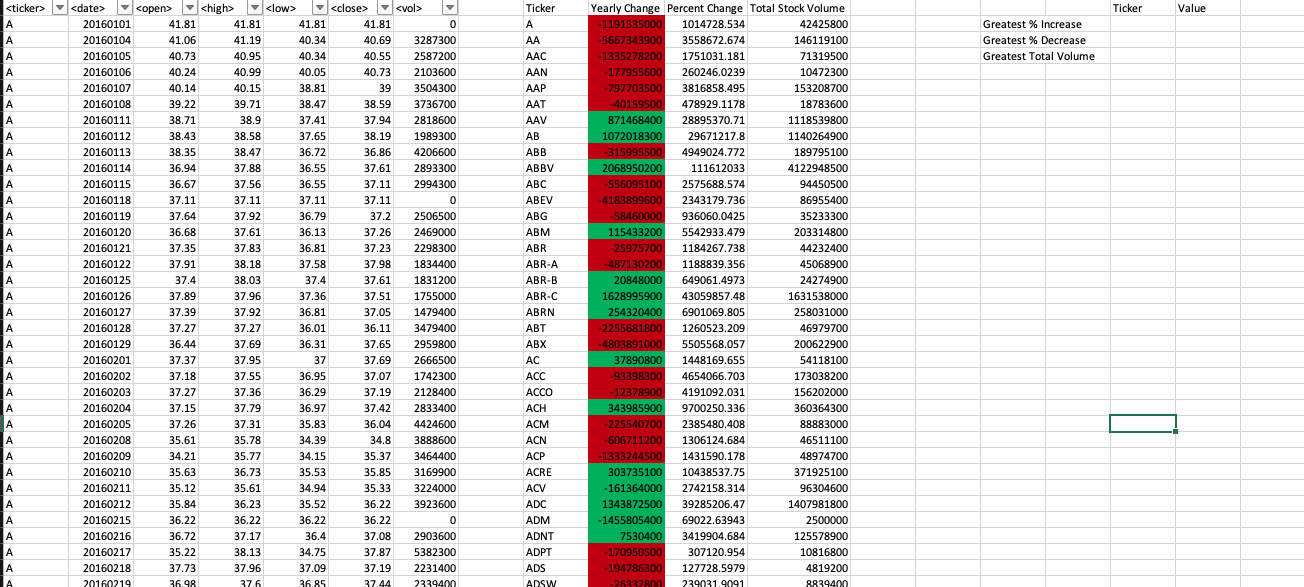 <ticker> <date> <open> <high> <low> <close> <vol> Ticker Yearly Change Percent Change Total Stock Volume Ticker Value
A 20160101 41.81 41.81 41.81 41.81 0 A -1191535000 1014728.534 42425800 Greatest % Increase
A 20160104 41.06 41.19 40.34 40.69 3287300 AA -5667343900 3558672.674 146119100 Greatest % Decrease
A 20160105 40.73 40.95 40.34 40.55 2587200 AAC -1335278200 1751031.181 71319500 Greatest Total Volume
A 20160106 40.24 40.99 40.05 40.73 2103600 AAN -177955600 260246.0239 10472300
A 20160107 40.14 40.15 38.81 39 3504300 AAP -797703500 3816858.495 153208700
A 20160108 39.22 39.71 38.47 38.59 3736700 AAT -40159500 478929.1178 18783600
A 20160111 38.71 38.9 37.41 37.94 2818600 AAV 871468400 28895370.71 1118539800
A 20160112 38.43 38.58 37.65 38.19 1989300 AB 1072018300 29671217.8 1140264900
A 20160113 38.35 38.47 36.72 36.86 4206600 ABB -315995500 4949024.772 189795100
A 20160114 36.94 37.88 36.55 37.61 2893300 ABBV 2068950200 111612033 4122948500
A 20160115 36.67 37.56 36.55 37.11 2994300 ABC -556095100 2575688.574 94450500
A 20160118 37.11 37.11 37.11 37.11 0 ABEV -4183899600 2343179.736 86955400
A 20160119 37.64 37.92 36.79 37.2 2506500 ABG -58460000 936060.0425 35233300
A 20160120 36.68 37.61 36.13 37.26 2469000 ABM 115433200 5542933.479 203314800
A 20160121 37.35 37.83 36.81 37.23 2298300 ABR -25975700 1184267.738 44232400
A 20160122 37.91 38.18 37.58 37.98 1834400 ABR-A -487130200 1188839.356 45068900
A 20160125 37.4 38.03 37.4 37.61 1831200 ABR-B 20848000 649061.4973 24274900
A 20160126 37.89 37.96 37.36 37.51 1755000 ABR-C 1628995900 43059857.48 1631538000
A 20160127 37.39 37.92 36.81 37.05 1479400 ABRN 254320400 6901069.805 258031000
A 20160128 37.27 37.27 36.01 36.11 3479400 ABT -2255681800 1260523.209 46979700
A 20160129 36.44 37.69 36.31 37.65 2959800 ABX -4803891000 5505568.057 200622900
A 20160201 37.37 37.95 37 37.69 2666500 AC 37890800 1448169.655 54118100
A 20160202 37.18 37.55 36.95 37.07 1742300 ACC -93398300 4654066.703 173038200
A 20160203 37.27 37.36 36.29 37.19 2128400 ACCO -12378900 4191092.031 156202000
A 20160204 37.15 37.79 36.97 37.42 2833400 ACH 343985900 9700250.336 360364300
A 20160205 37.26 37.31 35.83 36.04 4424600 ACM -225540700 2385480.408 88883000
A 20160208 35.61 35.78 34.39 34.8 3888600 ACN -606711200 1306124.684 46511100
A 20160209 34.21 35.77 34.15 35.37 3464400 ACP -1333244500 1431590.178 48974700
A 20160210 35.63 36.73 35.53 35.85 3169900 ACRE 303735100 10438537.75 371925100
A 20160211 35.12 35.61 34.94 35.33 3224000 ACV -161364000 2742158.314 96304600
A 20160212 35.84 36.23 35.52 36.22 3923600 ADC 1343872500 39285206.47 1407981800
A 20160215 36.22 36.22 36.22 36.22 0 ADM -1455805400 69022.63943 2500000
A 20160216 36.72 37.17 36.4 37.08 2903600 ADNT 7530400 3419904.684 125578900
A 20160217 35.22 38.13 34.75 37.87 5382300 ADPT -170950500 307120.954 10816800
A 20160218 37.73 37.96 37.09 37.19 2231400 ADS -194786300 127728.5979 4819200
A 20160219 36.98 37.6 36.85 37.44 2339400 ADSW -26332800 239031.9091 8839400